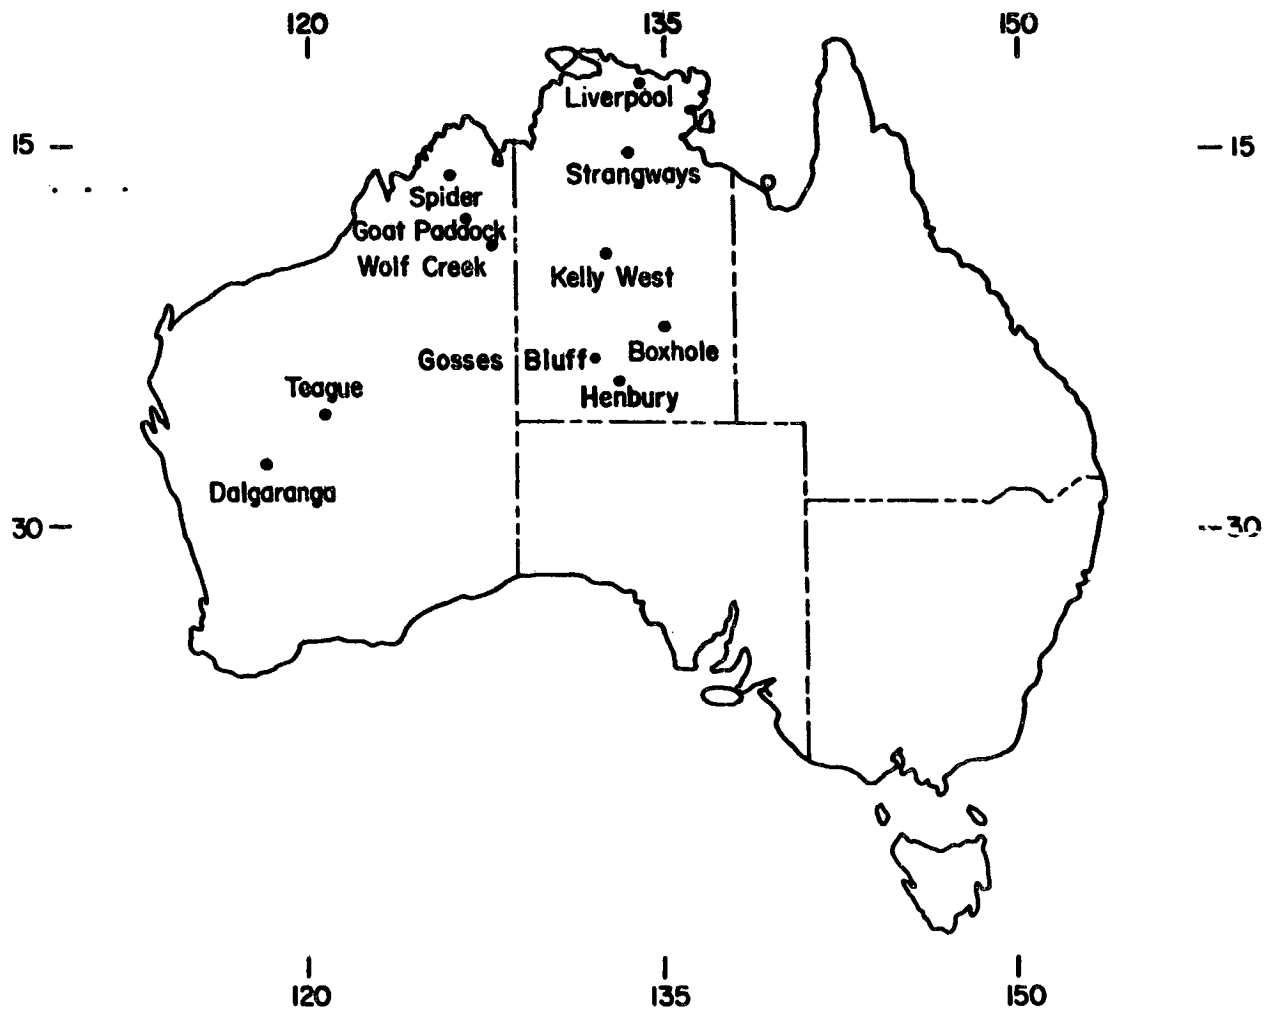 120 135 150
Liverpool
15 — — 15
Strangways
Spider
Goat Paddock
Wolf Creek
Kelly West
Boxhole
Gosses Bluff
Teague
Henbury
Dalgaranga
30 — — 30
120 135 150